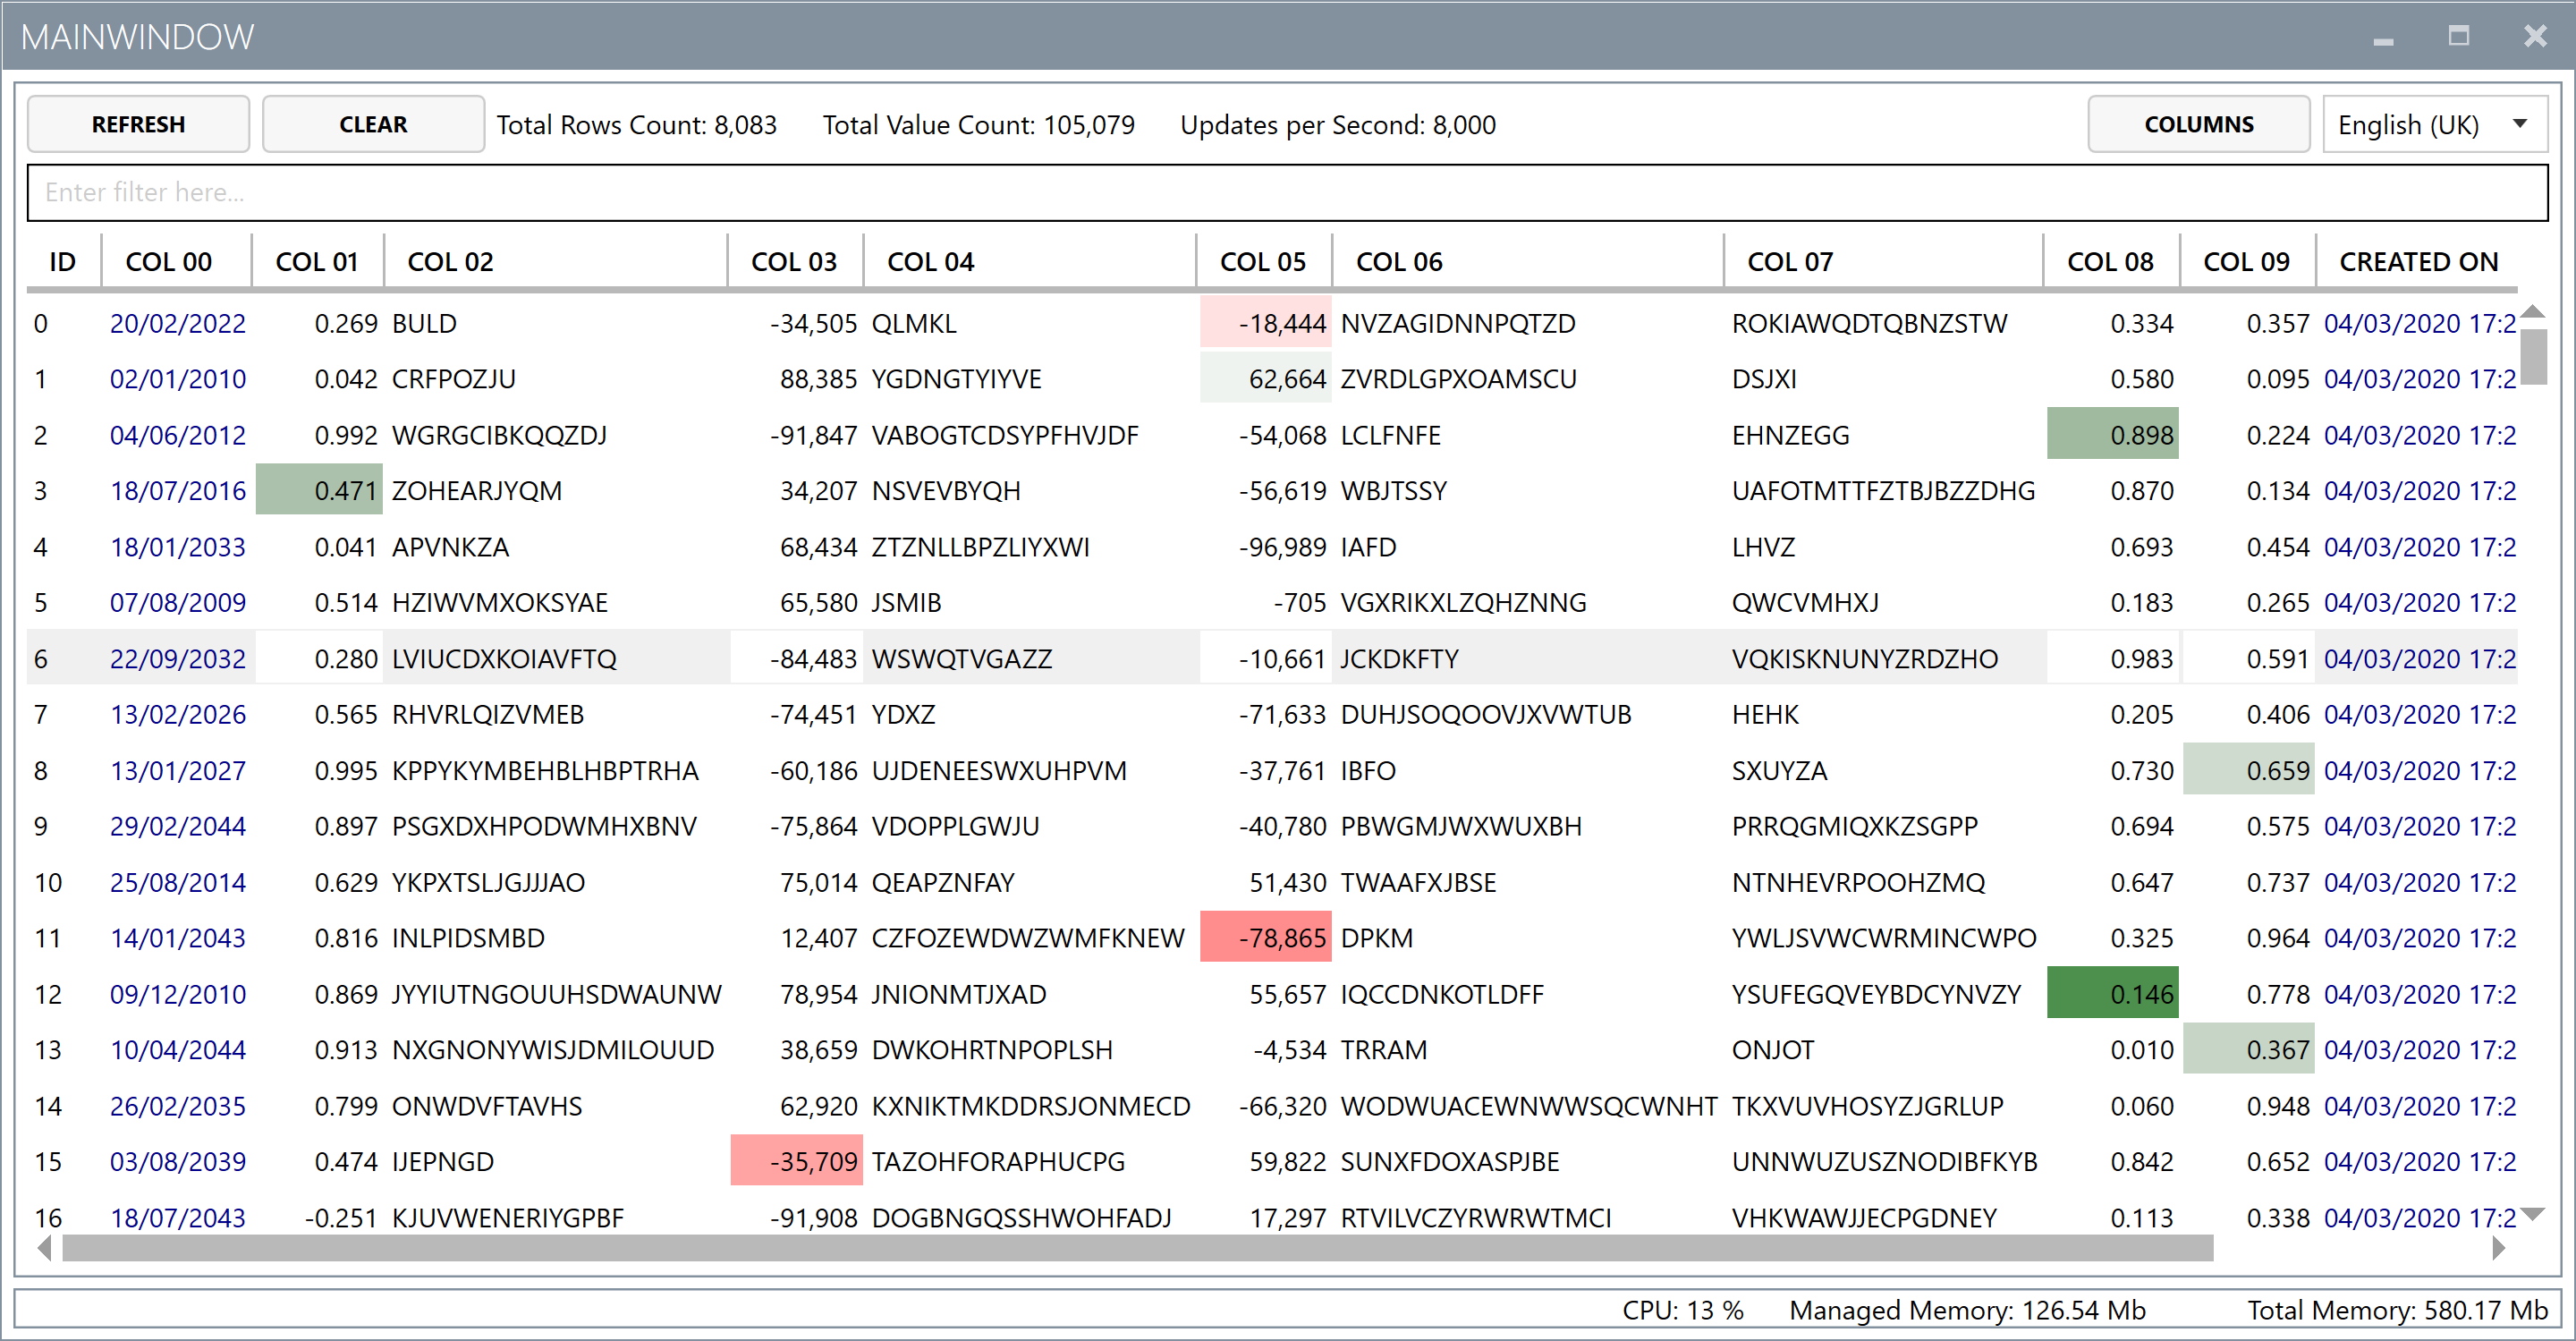 MAINWINDOW
REFRESH CLEAR Total Rows Count: 8,083 Total Value Count: 105,079 Updates per Second: 8,000 COLUMNS English (UK)
Enter filter here...
ID COL 00 COL 01 COL 02 COL 03 COL 04 COL 05 COL 06 COL 07 COL 08 COL 09 CREATED ON
0 20/02/2022 0.269 BULD -34,505 QLMKL -18,444 NVZAGIDNNPQTZD ROKIAWQDTQBNZSTW 0.334 0.357 04/03/2020 17:2
1 02/01/2010 0.042 CRFPOZJU 88,385 YGDNGTYIYVE 62,664 ZVRDLGPXOAMSCU DSJXI 0.580 0.095 04/03/2020 17:2
2 04/06/2012 0.992 WGRGCIBKQQZDJ -91,847 VABOGTCDSYPFHVJDF -54,068 LCLFNFE EHNZEGG 0.898 0.224 04/03/2020 17:2
3 18/07/2016 0.471 ZOHEARJYQM 34,207 NSVEVBYQH -56,619 WBJTSSY UAFOTMTTFZTBJBZZDHG 0.870 0.134 04/03/2020 17:2
4 18/01/2033 0.041 APVNKZA 68,434 ZTZNLLBPZLIYXWI -96,989 IAFD LHVZ 0.693 0.454 04/03/2020 17:2
5 07/08/2009 0.514 HZIWVMXOKSYAE 65,580 JSMIB -705 VGXRIKXLZQHZNNG QWCVMHXJ 0.183 0.265 04/03/2020 17:2
6 22/09/2032 0.280 LVIUCDXKOIAVFTQ -84,483 WSWQTVGAZZ -10,661 JCKDKFTY VQKISKNUNYZRDZHO 0.983 0.591 04/03/2020 17:2
7 13/02/2026 0.565 RHVRLQIZVMEB -74,451 YDXZ -71,633 DUHJSOQOOVJXVWTUB HEHK 0.205 0.406 04/03/2020 17:2
8 13/01/2027 0.995 KPPYKYMBEHBLHBPTRHA -60,186 UJDENEESWXUHPVM -37,761 IBFO SXUYZA 0.730 0.659 04/03/2020 17:2
9 29/02/2044 0.897 PSGXDXHPODWMHXBNV -75,864 VDOPPLGWJU -40,780 PBWGMJWXWUXBH PRRQGMIQXKZSGPP 0.694 0.575 04/03/2020 17:2
10 25/08/2014 0.629 YKPXTSLJGJJJAO 75,014 QEAPZNFAY 51,430 TWAAFXJBSE NTNHEVRPOOHZMQ 0.647 0.737 04/03/2020 17:2
11 14/01/2043 0.816 INLPIDSMBD 12,407 CZFOZEWDWZWMFKNEW -78,865 DPKM YWLJSVWCWRMINCWPO 0.325 0.964 04/03/2020 17:2
12 09/12/2010 0.869 JYYIUTNGOUUHSDWAUNW 78,954 JNIONMTJXAD 55,657 IQCCDNKOTLDFF YSUFEGQVEYBDCYNVZY 0.146 0.778 04/03/2020 17:2
13 10/04/2044 0.913 NXGNONYWISJDMILOUUD 38,659 DWKOHRTNPOPLSH -4,534 TRRAM ONJOT 0.010 0.367 04/03/2020 17:2
14 26/02/2035 0.799 ONWDVFTAVHS 62,920 KXNIKTMKDDRSJONMECD -66,320 WODWUACEWNWWSQCWNHT TKXVUVHOSYZJGRLUP 0.060 0.948 04/03/2020 17:2
15 03/08/2039 0.474 IJEPNGD -35,709 TAZOHFORAPHUCPG 59,822 SUNXFDOXASPJBE UNNWUZUSZNODIBFKYB 0.842 0.652 04/03/2020 17:2
16 18/07/2043 -0.251 KJUVWENERIYGPBF -91,908 DOGBNGQSSHWOHFADJ 17,297 RTVILVCZYRWRWTMCI VHKWAWJJECPGDNEY 0.113 0.338 04/03/2020 17:2
CPU: 13 % Managed Memory: 126.54 Mb Total Memory: 580.17 Mb